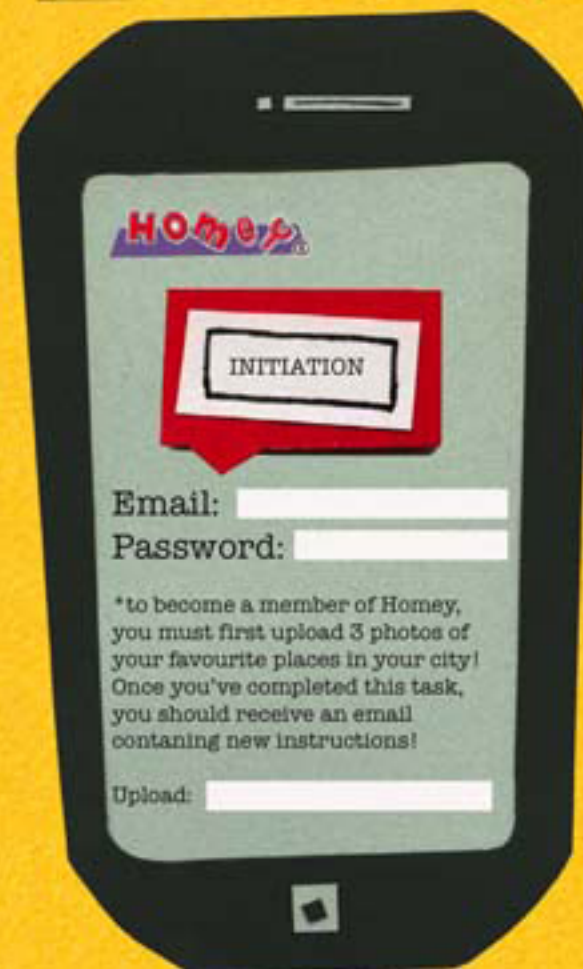 Homey
INITIATION
Email:
Password:
*to become a member of Homey,
you must first upload 3 photos of
your favourite places in your city!
Once you've completed this task,
you should receive an email
contaning new instructions!
Upload: